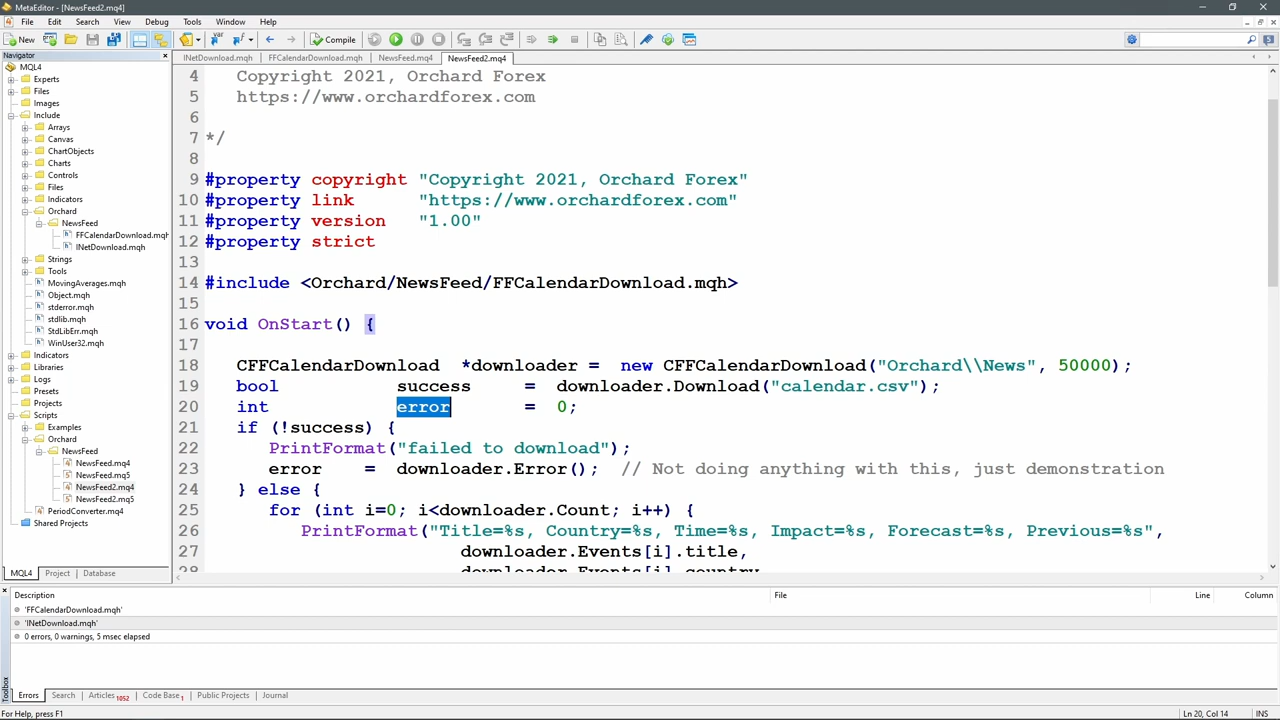 MetaEditor - [NewsFeed2.mq4]
File Edit Search View Debug Tools Window Help
New Compile
Navigator
INetDownload.mqh FFCalendarDownload.mqh NewsFeed.mq4 NewsFeed2.mq4
MQL4
Experts
Files
Images
Include
Arrays
Canvas
ChartObjects
Charts
Controls
Files
Indicators
Orchard
NewsFeed
FFCalendarDownload.mqh
INetDownload.mqh
Strings
Tools
MovingAverages.mqh
Object.mqh
stderror.mqh
stdlib.mqh
StdLibErr.mqh
WinUser32.mqh
Indicators
Libraries
Logs
Presets
Projects
Scripts
Examples
Orchard
NewsFeed
NewsFeed.mq4
NewsFeed.mq5
NewsFeed2.mq4
NewsFeed2.mq5
PeriodConverter.mq4
Shared Projects
MQL4 Project Database
4 Copyright 2021, Orchard Forex
5 https://www.orchardforex.com
6
7 */
8
9 #property copyright "Copyright 2021, Orchard Forex"
10 #property link "https://www.orchardforex.com"
11 #property version "1.00"
12 #property strict
13
14 #include <Orchard/NewsFeed/FFCalendarDownload.mqh>
15
16 void OnStart() {
17
18 CFFCalendarDownload *downloader = new CFFCalendarDownload("Orchard\\News", 50000);
19 bool success = downloader.Download("calendar.csv");
20 int error = 0;
21 if (!success) {
22 PrintFormat("failed to download");
23 error = downloader.Error(); // Not doing anything with this, just demonstration
24 } else {
25 for (int i=0; i<downloader.Count; i++) {
26 PrintFormat("Title=%s, Country=%s, Time=%s, Impact=%s, Forecast=%s, Previous=%s",
27 downloader.Events[i].title,
28 downloader.Events[i].country
Description File Line Column
'FFCalendarDownload.mqh'
'INetDownload.mqh'
0 errors, 0 warnings, 5 msec elapsed
Toolbox
Errors Search Articles 1052 Code Base 1 Public Projects Journal
For Help, press F1 Ln 20, Col 14 INS